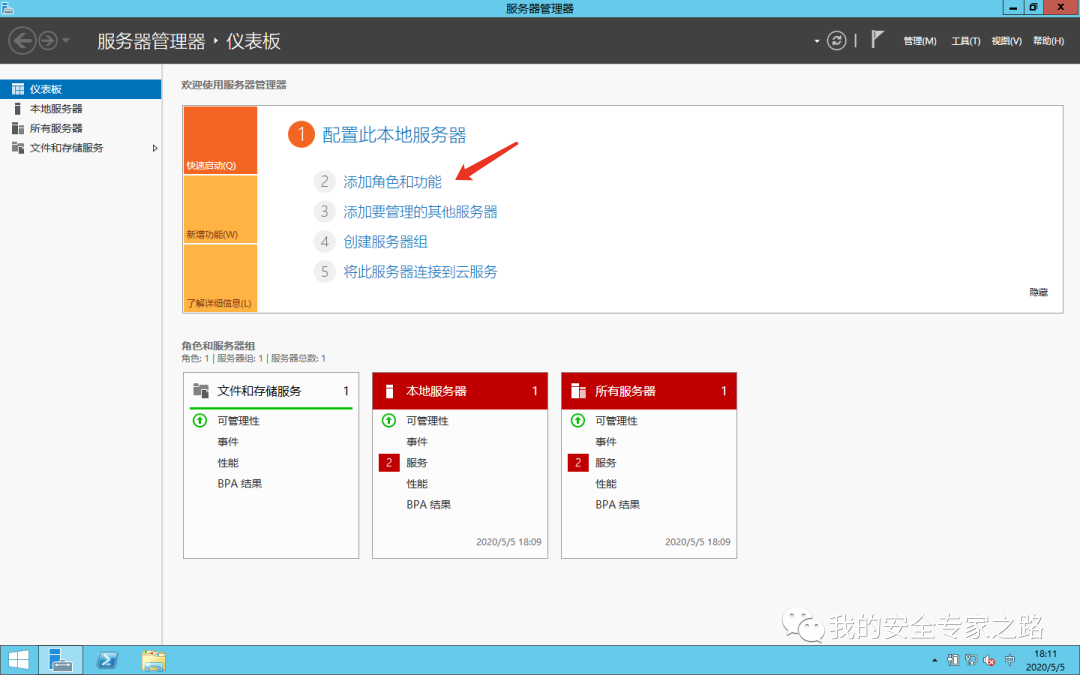 服务器管理器
服务器管理器 ‣ 仪表板
管理(M) 工具(T) 视图(V) 帮助(H)
仪表板
本地服务器
所有服务器
文件和存储服务
欢迎使用服务器管理器
快速启动(Q)
新增功能(W)
了解详细信息(L)
1 配置此本地服务器
2 添加角色和功能
3 添加要管理的其他服务器
4 创建服务器组
5 将此服务器连接到云服务
隐藏
角色和服务器组
角色: 1 | 服务器组: 1 | 服务器总数: 1
文件和存储服务 1
可管理性
事件
性能
BPA 结果
本地服务器 1
可管理性
事件
2 服务
性能
BPA 结果
2020/5/5 18:09
所有服务器 1
可管理性
事件
2 服务
性能
BPA 结果
2020/5/5 18:09
我的安全专家之路
中
18:11
2020/5/5